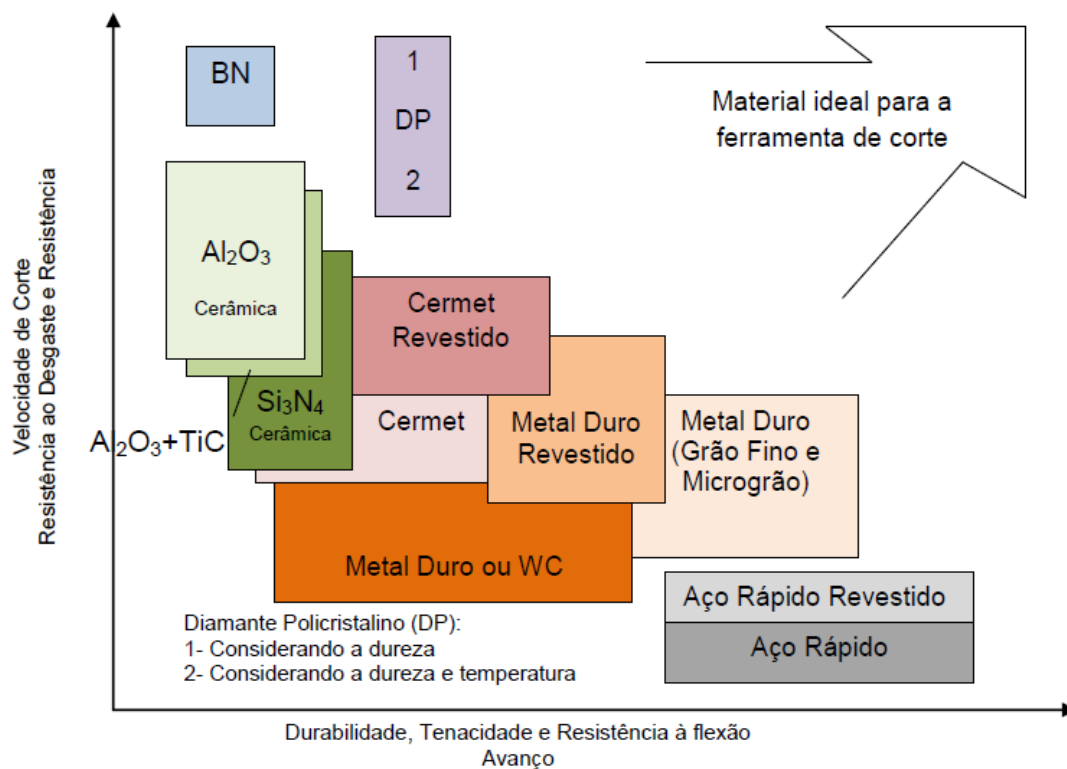 BN
1
DP
2
Material ideal para a
ferramenta de corte
Velocidade de Corte
Resistência ao Desgaste e Resistência
Al₂O₃
Cerâmica
Cermet
Revestido
Si₃N₄
Cerâmica
Al₂O₃+TiC
Cermet
Metal Duro
Revestido
Metal Duro
(Grão Fino e
Microgrão)
Metal Duro ou WC
Aço Rápido Revestido
Aço Rápido
Diamante Policristalino (DP):
1- Considerando a dureza
2- Considerando a dureza e temperatura
Durabilidade, Tenacidade e Resistência à flexão
Avanço